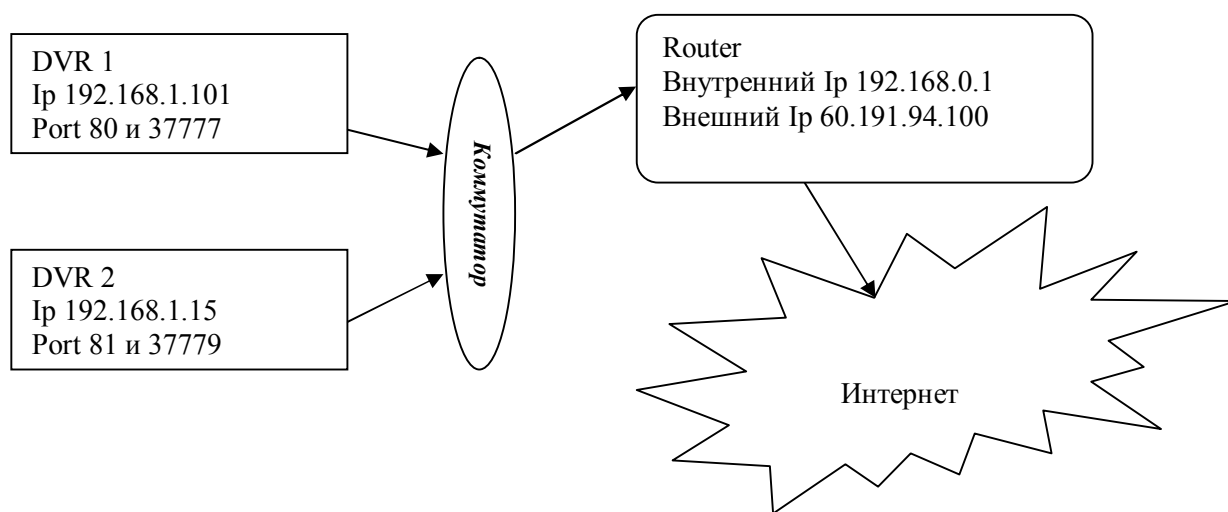 DVR 1
Ip 192.168.1.101
Port 80 и 37777
DVR 2
Ip 192.168.1.15
Port 81 и 37779
Коммутатор
Router
Внутренний Ip 192.168.0.1
Внешний Ip 60.191.94.100
Интернет